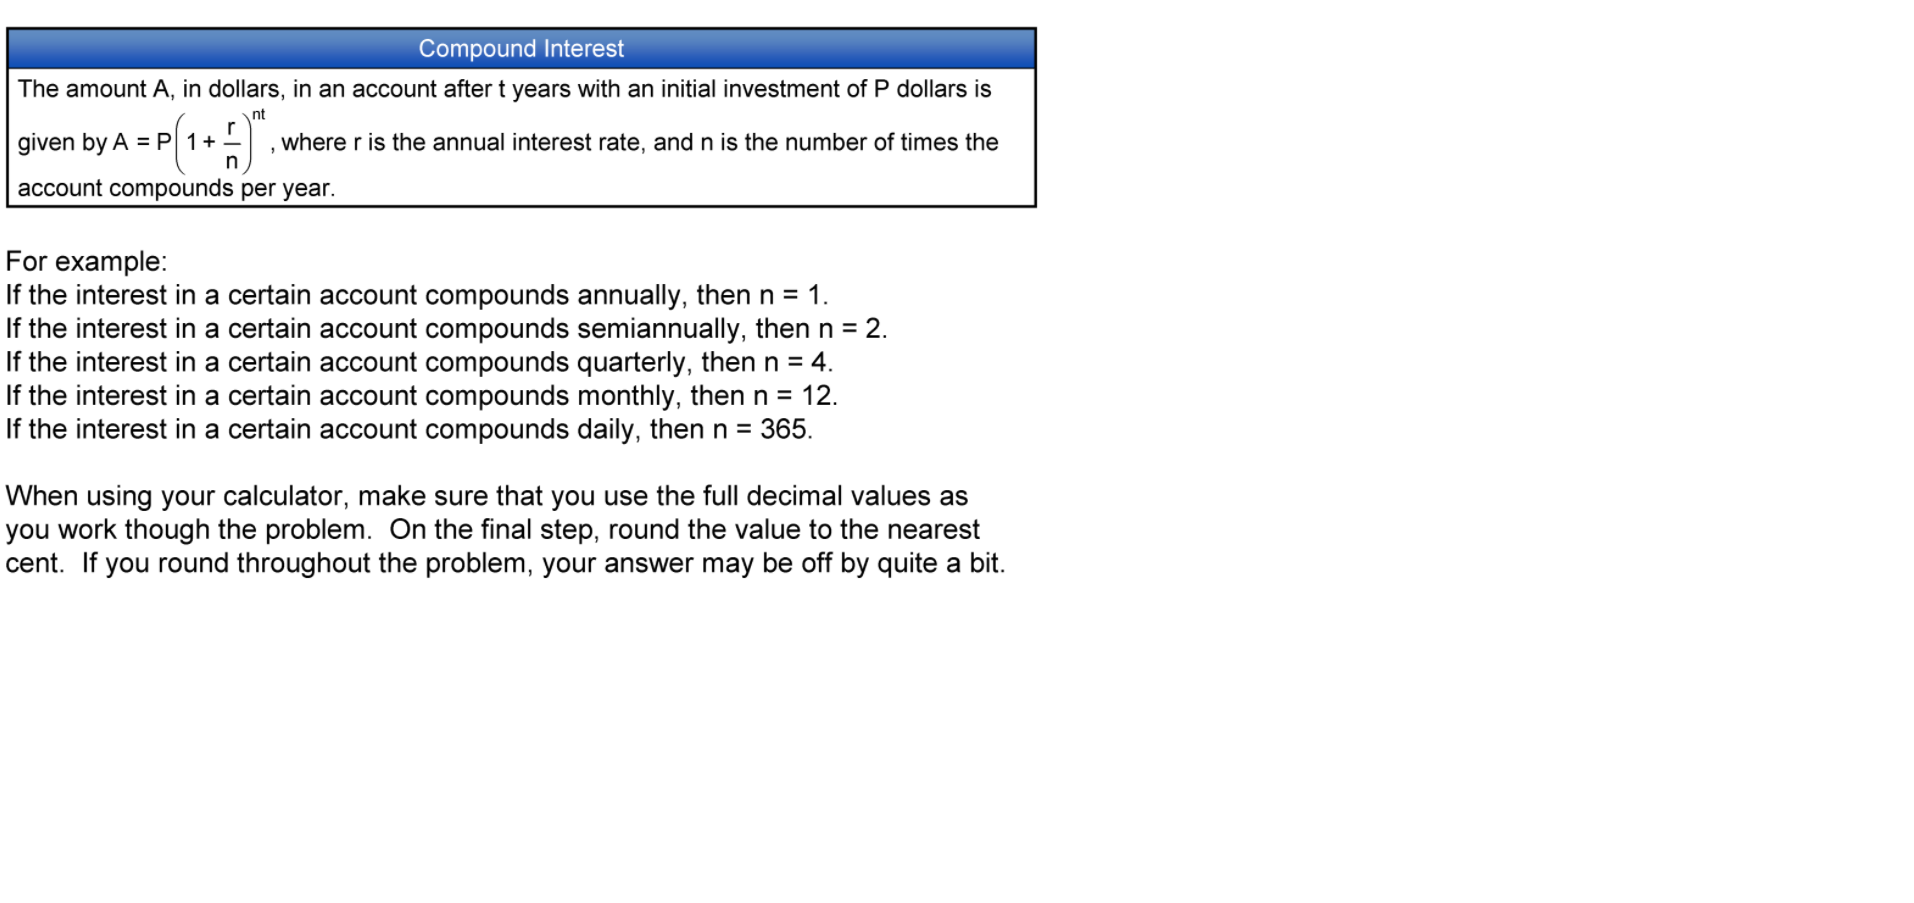 Compound Interest
The amount A, in dollars, in an account after t years with an initial investment of P dollars is
given by A = P(1 + r/n)^nt, where r is the annual interest rate, and n is the number of times the
account compounds per year.
For example:
If the interest in a certain account compounds annually, then n = 1.
If the interest in a certain account compounds semiannually, then n = 2.
If the interest in a certain account compounds quarterly, then n = 4.
If the interest in a certain account compounds monthly, then n = 12.
If the interest in a certain account compounds daily, then n = 365.
When using your calculator, make sure that you use the full decimal values as
you work though the problem.  On the final step, round the value to the nearest
cent.  If you round throughout the problem, your answer may be off by quite a bit.